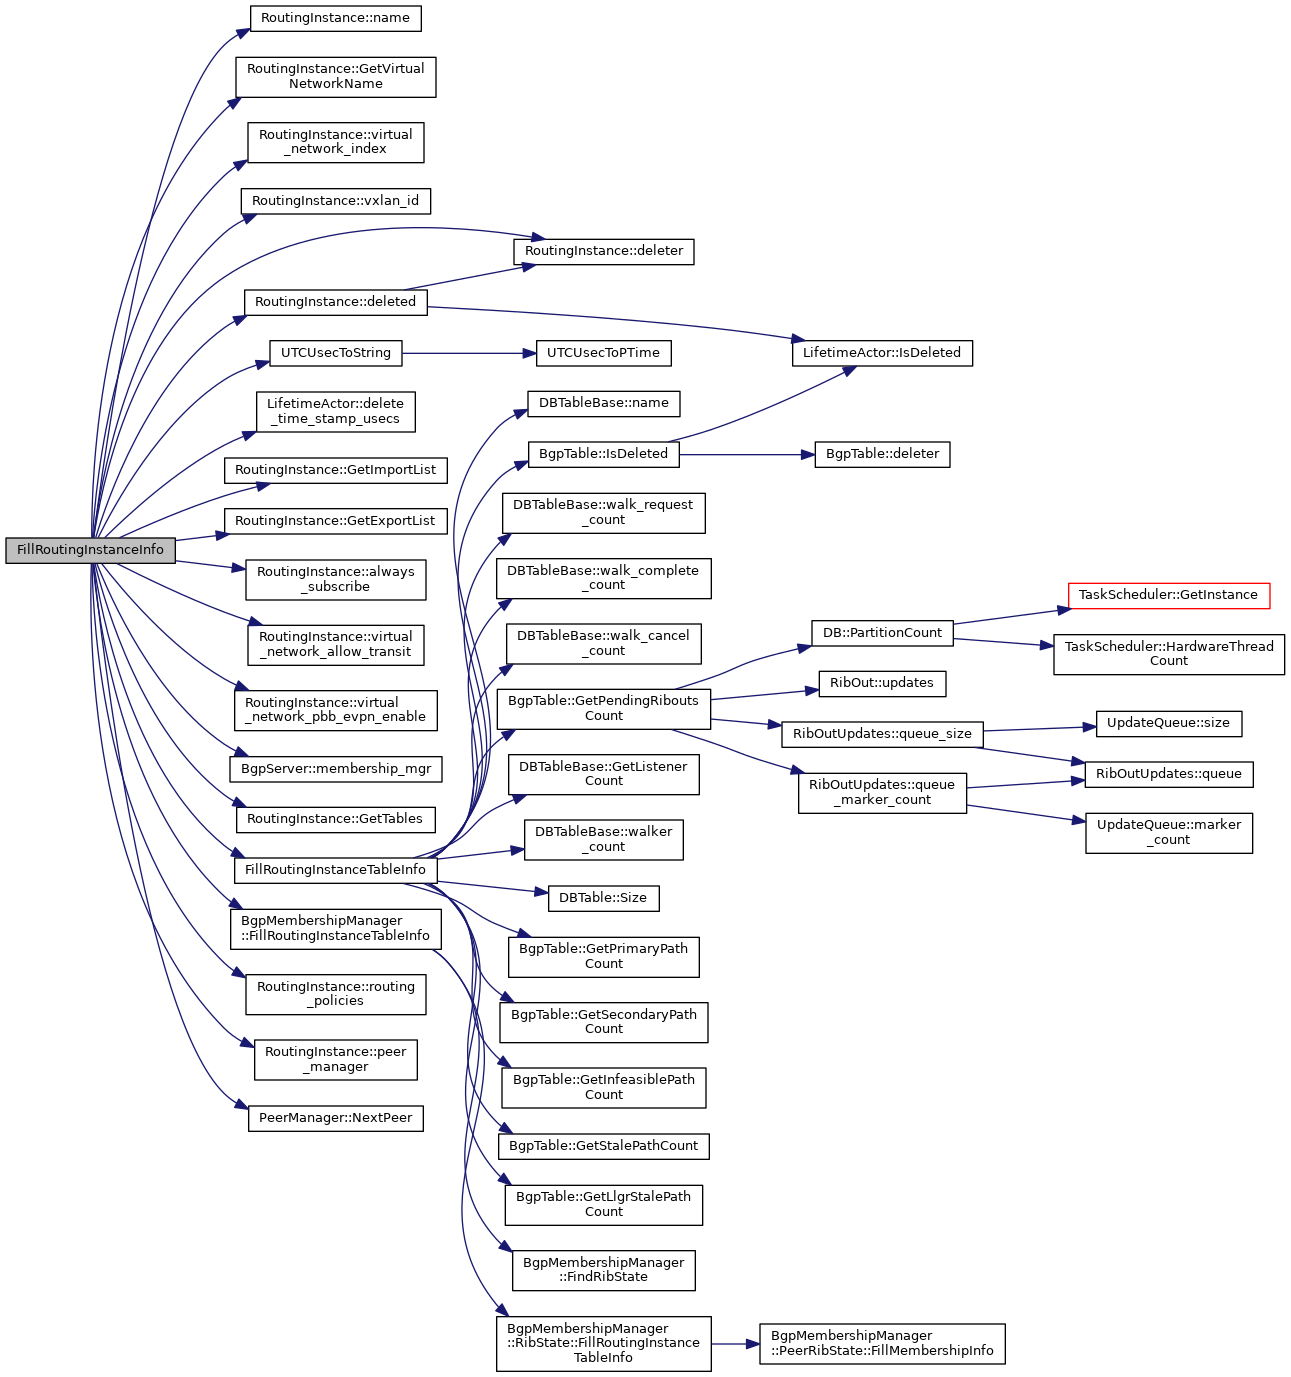 FillRoutingInstanceInfo
RoutingInstance::name
RoutingInstance::GetVirtual
NetworkName
RoutingInstance::virtual
_network_index
RoutingInstance::vxlan_id
RoutingInstance::deleter
RoutingInstance::deleted
LifetimeActor::IsDeleted
UTCUsecToString
UTCUsecToPTime
LifetimeActor::delete
_time_stamp_usecs
RoutingInstance::GetImportList
RoutingInstance::GetExportList
RoutingInstance::always
_subscribe
RoutingInstance::virtual
_network_allow_transit
RoutingInstance::virtual
_network_pbb_evpn_enable
BgpServer::membership_mgr
RoutingInstance::GetTables
FillRoutingInstanceTableInfo
BgpMembershipManager
::FillRoutingInstanceTableInfo
RoutingInstance::routing
_policies
RoutingInstance::peer
_manager
PeerManager::NextPeer
DBTableBase::name
BgpTable::IsDeleted
BgpTable::deleter
DBTableBase::walk_request
_count
DBTableBase::walk_complete
_count
DBTableBase::walk_cancel
_count
BgpTable::GetPendingRibouts
Count
DB::PartitionCount
TaskScheduler::GetInstance
TaskScheduler::HardwareThread
Count
RibOut::updates
RibOutUpdates::queue_size
UpdateQueue::size
RibOutUpdates::queue
RibOutUpdates::queue
_marker_count
UpdateQueue::marker
_count
DBTableBase::GetListener
Count
DBTableBase::walker
_count
DBTable::Size
BgpTable::GetPrimaryPath
Count
BgpTable::GetSecondaryPath
Count
BgpTable::GetInfeasiblePath
Count
BgpTable::GetStalePathCount
BgpTable::GetLlgrStalePath
Count
BgpMembershipManager
::FindRibState
BgpMembershipManager
::RibState::FillRoutingInstance
TableInfo
BgpMembershipManager
::PeerRibState::FillMembershipInfo